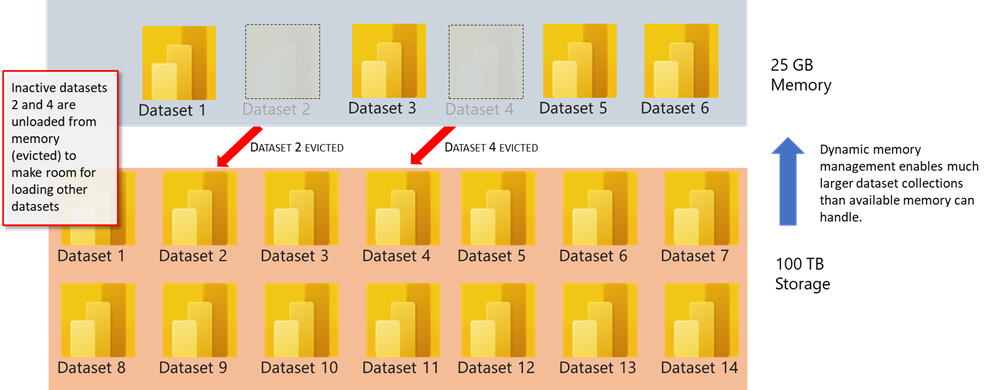 25 GB
Memory
Dataset 1
Dataset 2
Dataset 3
Dataset 4
Dataset 5
Dataset 6
Inactive datasets
2 and 4 are
unloaded from
memory
(evicted) to
make room for
loading other
datasets
DATASET 2 EVICTED
DATASET 4 EVICTED
Dynamic memory
management enables much
larger dataset collections
than available memory can
handle.
Dataset 1
Dataset 2
Dataset 3
Dataset 4
Dataset 5
Dataset 6
Dataset 7
100 TB
Storage
Dataset 8
Dataset 9
Dataset 10
Dataset 11
Dataset 12
Dataset 13
Dataset 14